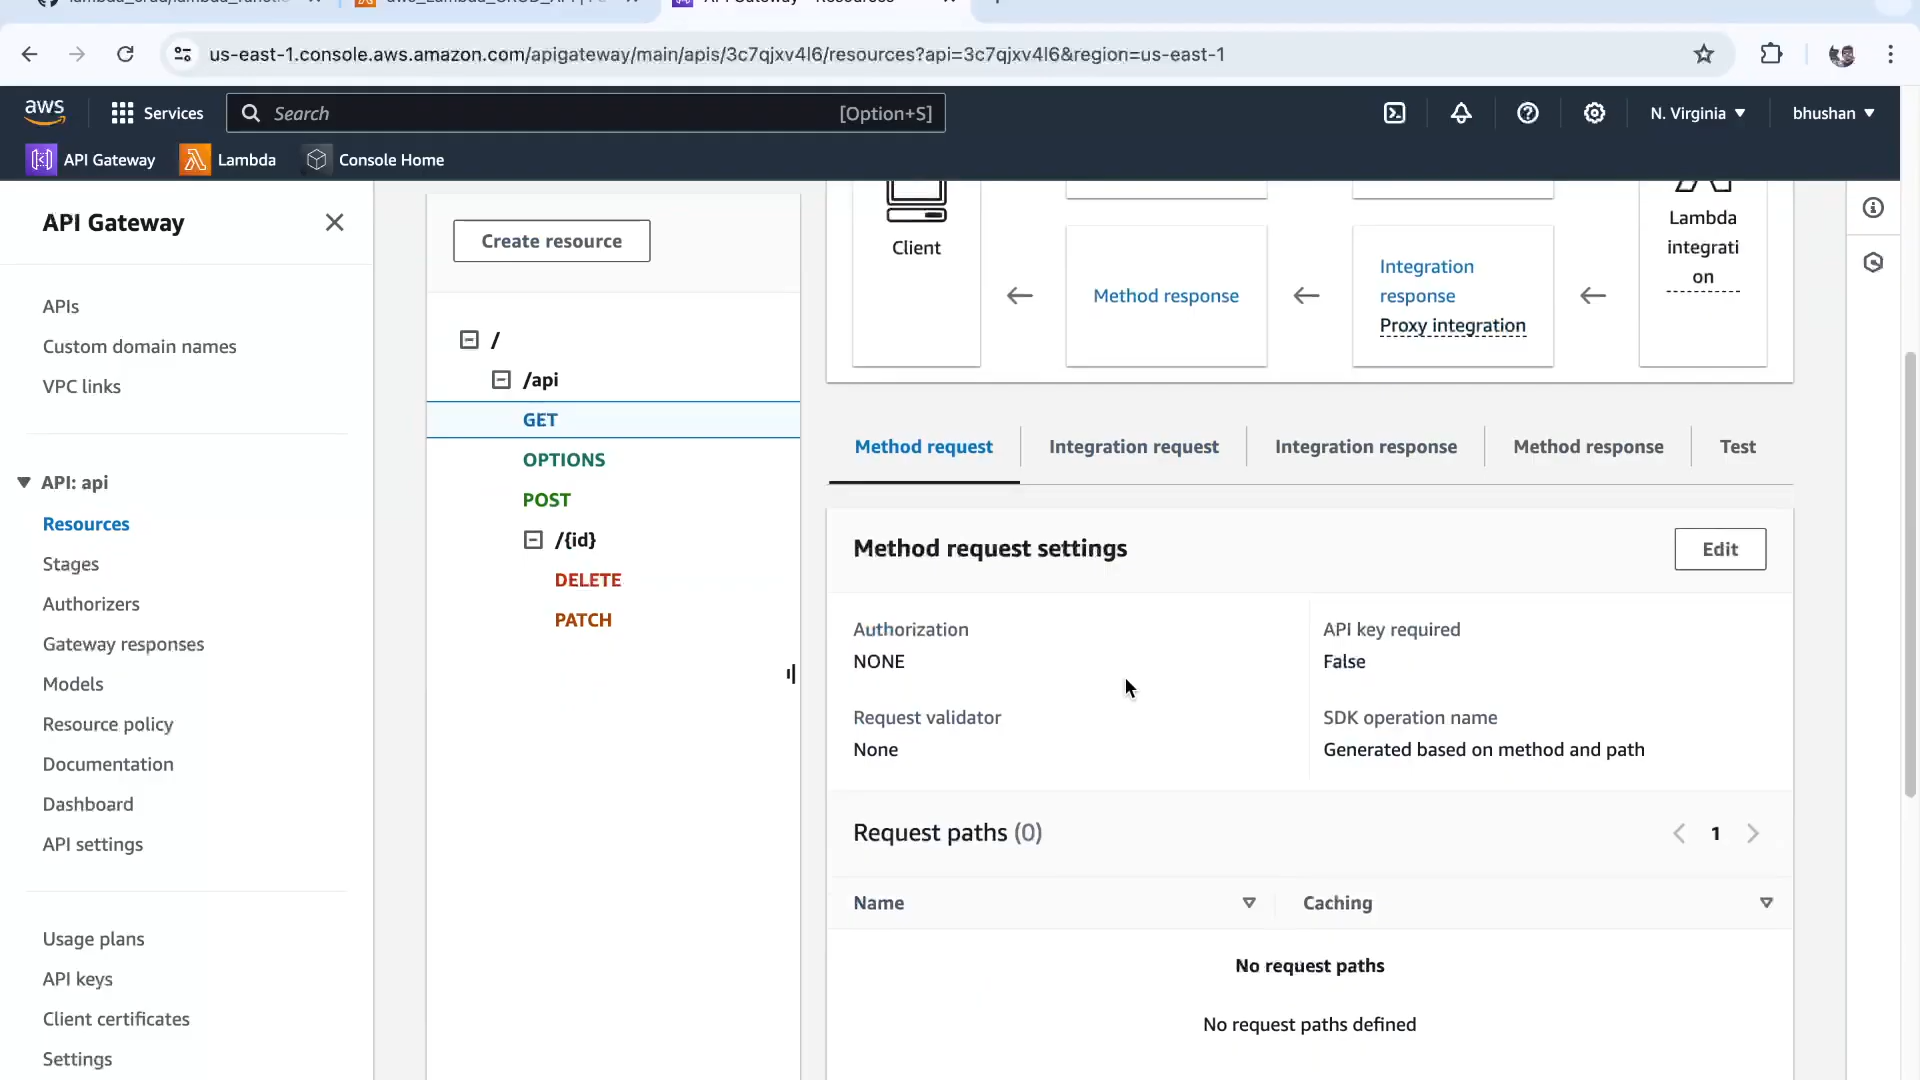 us-east-1.console.aws.amazon.com/apigateway/main/apis/3c7qjxv4l6/resources?api=3c7qjxv4l6&region=us-east-1
aws
Services
Search
[Option+S]
N. Virginia
bhushan
API Gateway
Lambda
Console Home
API Gateway
APIs
Custom domain names
VPC links
API: api
Resources
Stages
Authorizers
Gateway responses
Models
Resource policy
Documentation
Dashboard
API settings
Usage plans
API keys
Client certificates
Settings
Create resource
/
/api
GET
OPTIONS
POST
/{id}
DELETE
PATCH
Client
Method response
Integration
response
Proxy integration
Lambda
integrati
on
Method request
Integration request
Integration response
Method response
Test
Method request settings
Edit
Authorization
NONE
API key required
False
Request validator
None
SDK operation name
Generated based on method and path
Request paths (0)
1
Name
Caching
No request paths
No request paths defined